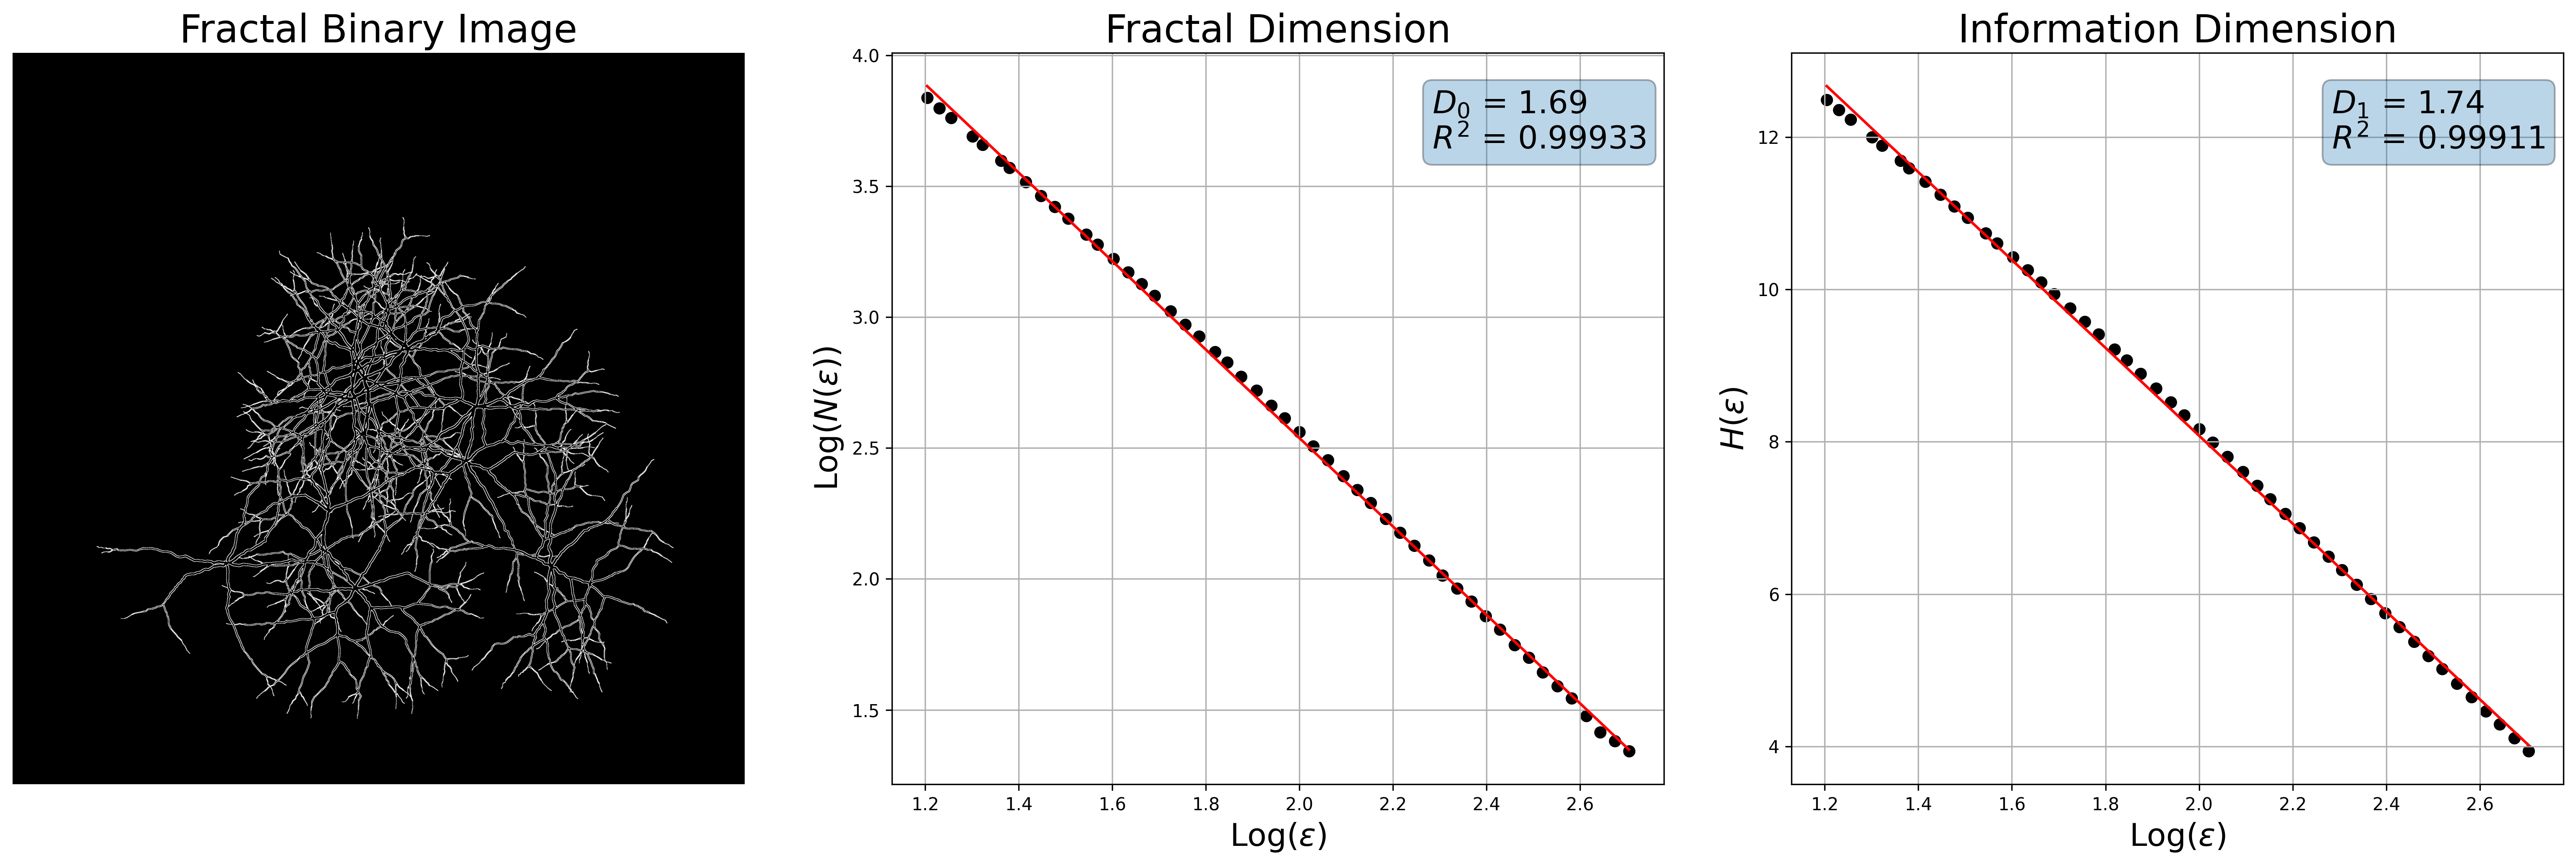 Fractal Binary Image
Fractal Dimension
4.0
3.5
3.0
2.5
2.0
1.5
Log(N(ε))
D₀ = 1.69
R² = 0.99933
1.2 1.4 1.6 1.8 2.0 2.2 2.4 2.6
Log(ε)
Information Dimension
12
10
8
6
4
H(ε)
D₁ = 1.74
R² = 0.99911
1.2 1.4 1.6 1.8 2.0 2.2 2.4 2.6
Log(ε)